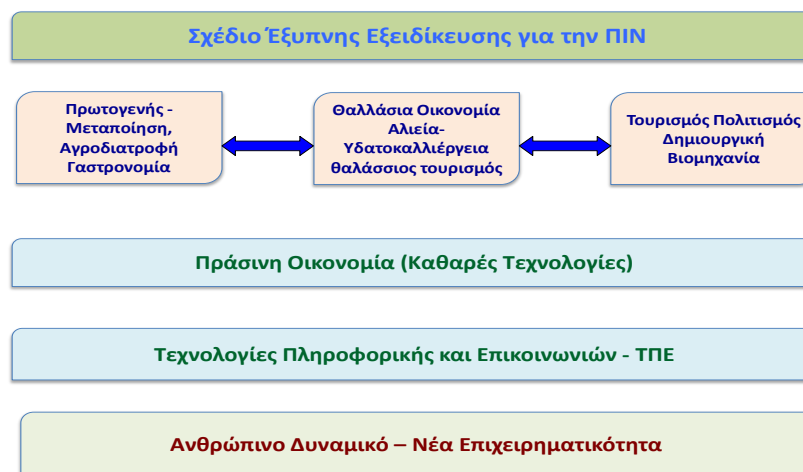 Σχέδιο Έξυπνης Εξειδίκευσης για την ΠΙΝ
Πρωτογενής -
Μεταποίηση,
Αγροδιατροφή
Γαστρονομία
Θαλλάσια Οικονομία
Αλιεία-
Υδατοκαλλιέργεια
θαλάσσιος τουρισμός
Τουρισμός Πολιτισμός
Δημιουργική
Βιομηχανία
Πράσινη Οικονομία (Καθαρές Τεχνολογίες)
Τεχνολογίες Πληροφορικής και Επικοινωνιών - ΤΠΕ
Ανθρώπινο Δυναμικό – Νέα Επιχειρηματικότητα